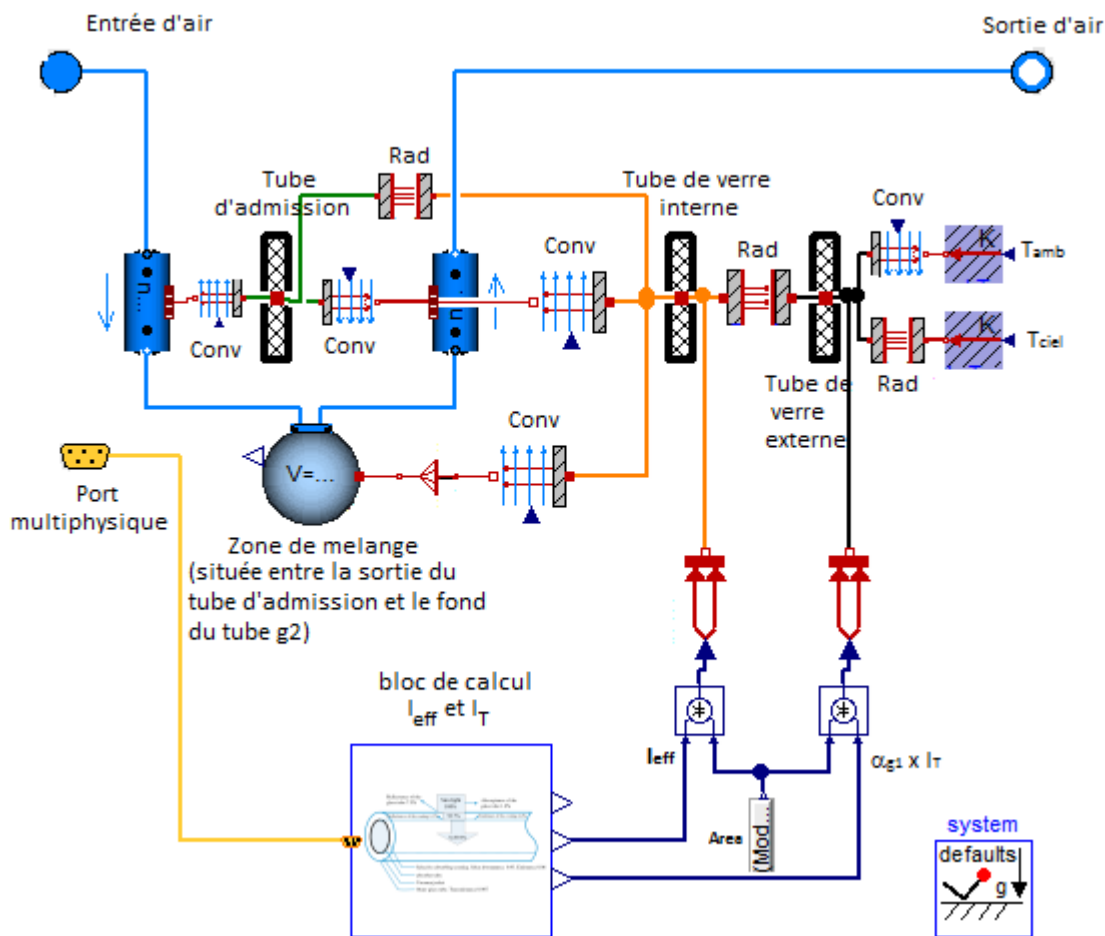 Entrée d'air
Sortie d'air
Rad
Tube
d'admission
Tube de verre
interne
Conv
Conv
K
Tamb
n...
n
Rad
Conv
Conv
K
Tciel
Rad
Conv
Tube de
verre
externe
V=...
Port
multiphysique
Zone de melange
(située entre la sortie du
tube d'admission et le fond
du tube g2)
bloc de calcul
Ieff et IT
Ieff
αg1 x IT
Area
(Mod...
system
defaults
g